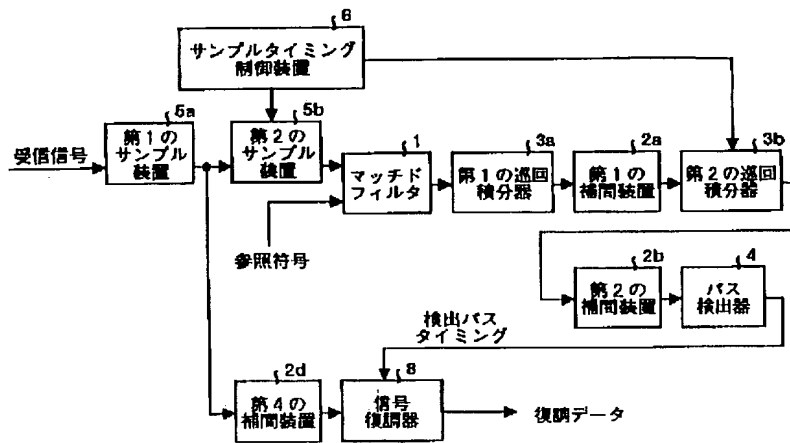 6
サンプルタイミング
制御装置
5a
第1の
サンプル
装置
5b
第2の
サンプル
装置
1
マッチド
フィルタ
3a
第1の巡回
積分器
2a
第1の
補間装置
3b
第2の巡回
積分器
受信信号
参照符号
2b
第2の
補間装置
4
パス
検出器
検出パス
タイミング
2d
第4の
補間装置
8
信号
復調器
復調データ